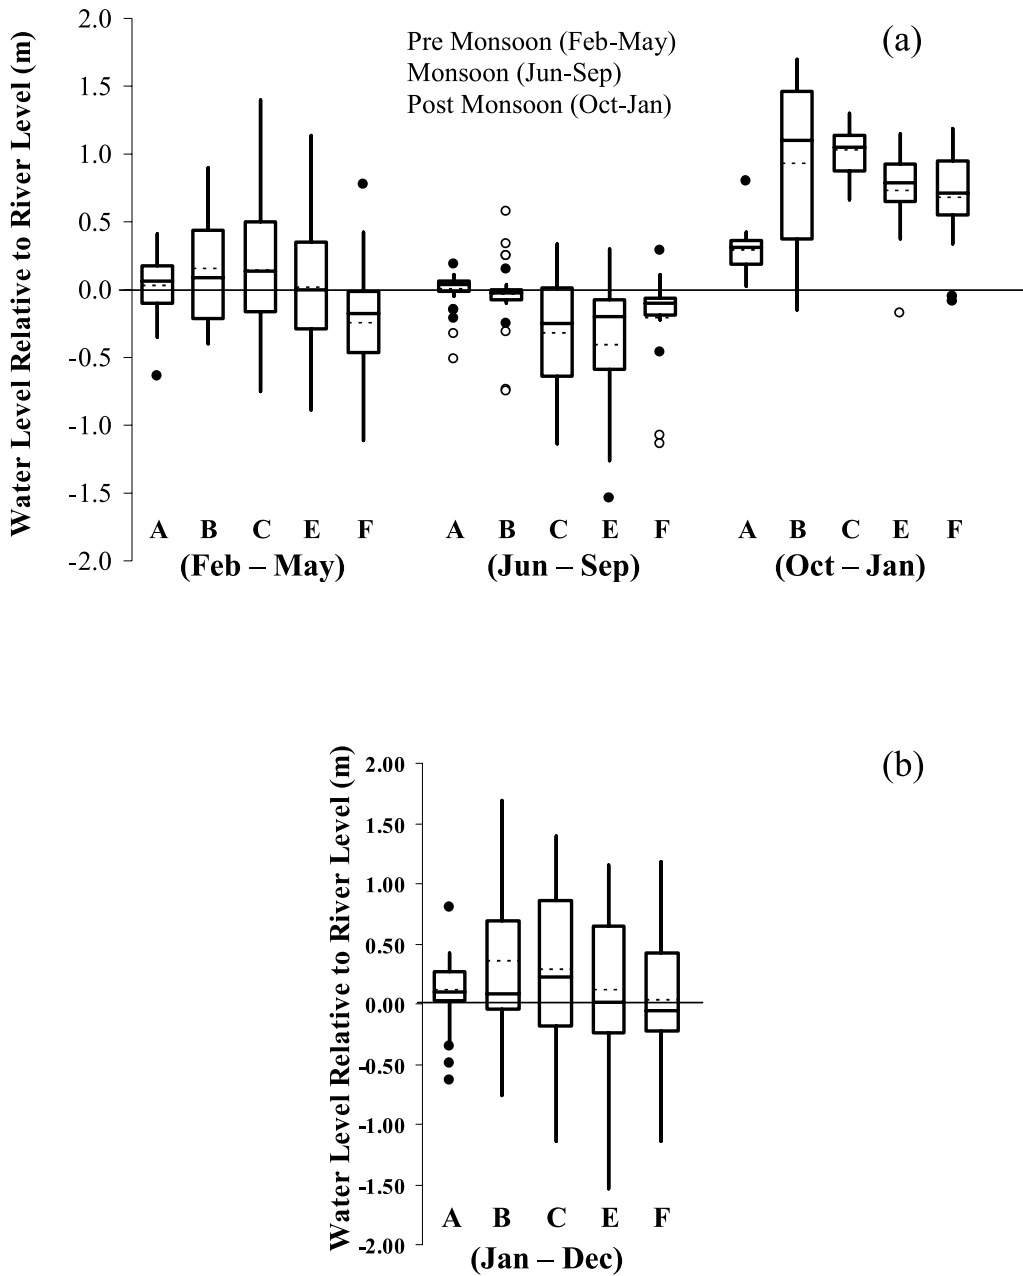 Water Level Relative to River Level (m)
2.0
1.5
1.0
0.5
0.0
-0.5
-1.0
-1.5
-2.0
Pre Monsoon (Feb-May)
Monsoon (Jun-Sep)
Post Monsoon (Oct-Jan)
(a)
A B C E F
A B C E F
A B C E F
(Feb – May)
(Jun – Sep)
(Oct – Jan)
Water Level Relative to River Level (m)
2.00
1.50
1.00
0.50
0.00
-0.50
-1.00
-1.50
-2.00
(b)
A B C E F
(Jan – Dec)